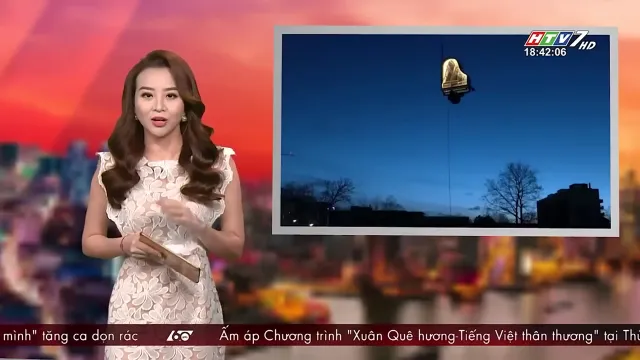 HTV7 HD
18:42:06
mình" tăng ca dọn rác
Ấm áp Chương trình "Xuân Quê hương-Tiếng Việt thân thương" tại Th